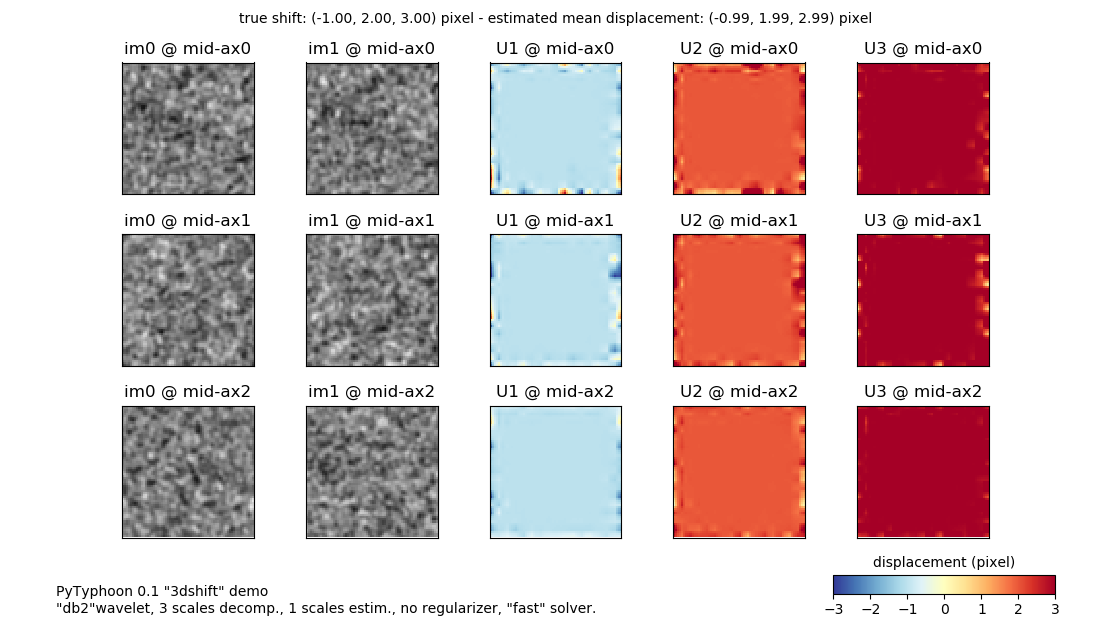 true shift: (-1.00, 2.00, 3.00) pixel - estimated mean displacement: (-0.99, 1.99, 2.99) pixel
im0 @ mid-ax0 im1 @ mid-ax0 U1 @ mid-ax0 U2 @ mid-ax0 U3 @ mid-ax0
im0 @ mid-ax1 im1 @ mid-ax1 U1 @ mid-ax1 U2 @ mid-ax1 U3 @ mid-ax1
im0 @ mid-ax2 im1 @ mid-ax2 U1 @ mid-ax2 U2 @ mid-ax2 U3 @ mid-ax2
displacement (pixel)
−3 −2 −1 0 1 2 3
PyTyphoon 0.1 "3dshift" demo
"db2"wavelet, 3 scales decomp., 1 scales estim., no regularizer, "fast" solver.